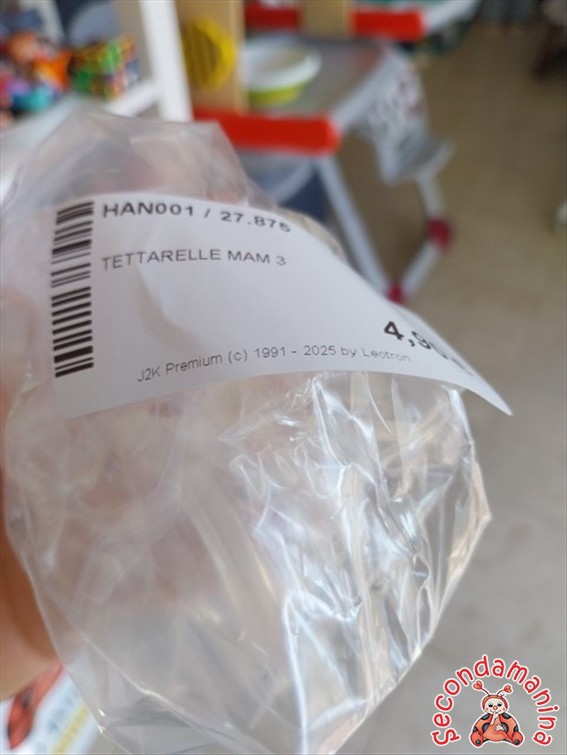 HAN001 / 27.875
TETTARELLE MAM 3
J2K Premium (c) 1991 - 2025 by Leotron
Secondamanina